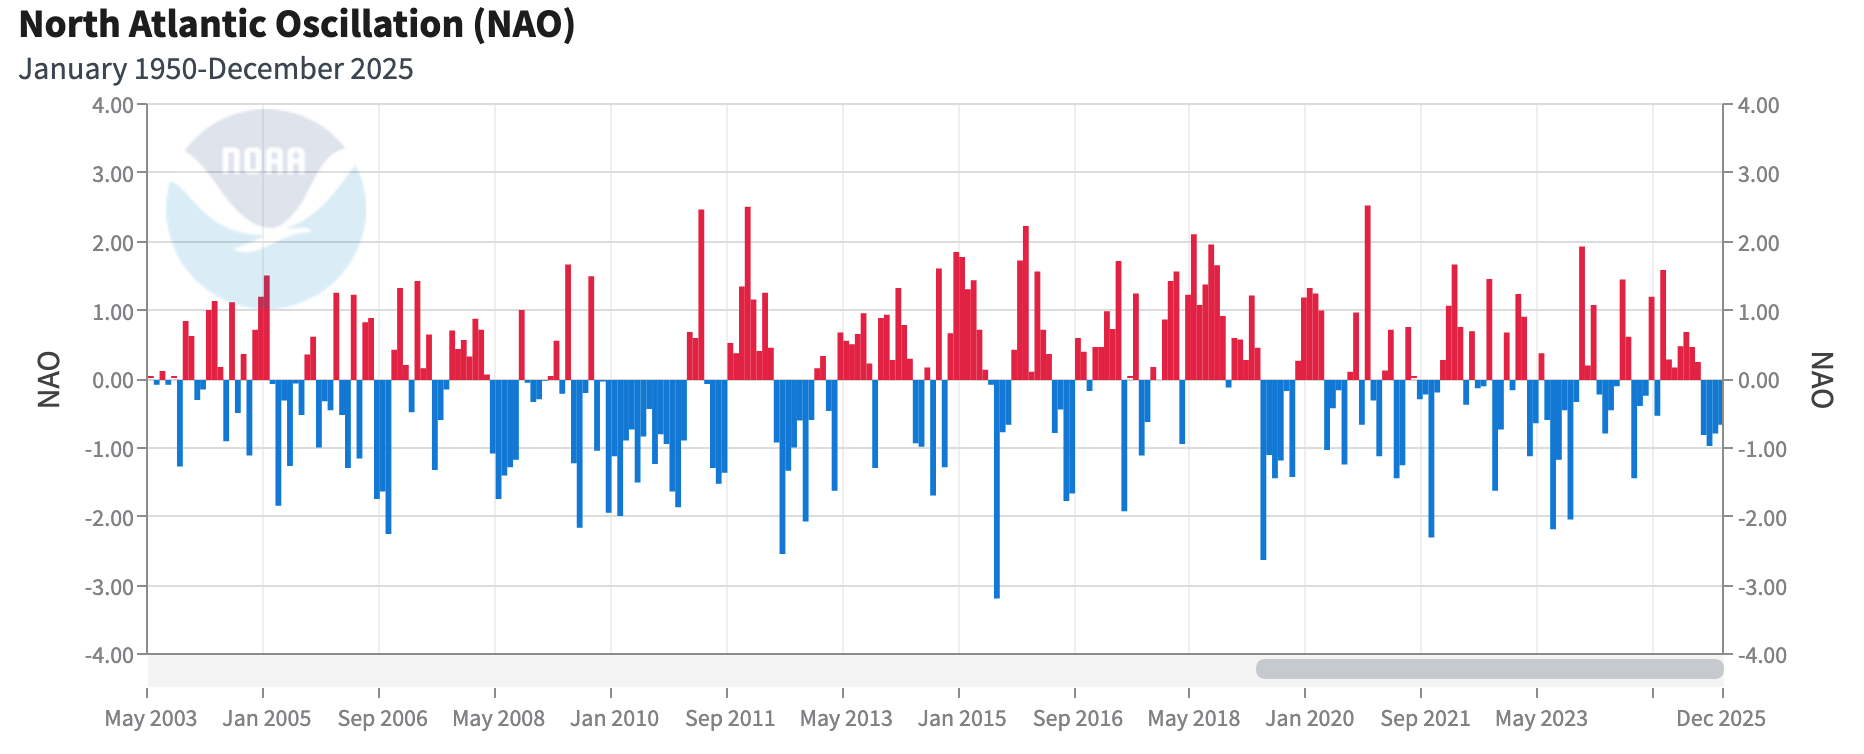 North Atlantic Oscillation (NAO)
January 1950-December 2025
NOAA
4.00 4.00
3.00 3.00
2.00 2.00
1.00 1.00
0.00 0.00
-1.00 -1.00
-2.00 -2.00
-3.00 -3.00
-4.00 -4.00
NAO
NAO
May 2003 Jan 2005 Sep 2006 May 2008 Jan 2010 Sep 2011 May 2013 Jan 2015 Sep 2016 May 2018 Jan 2020 Sep 2021 May 2023 Dec 2025